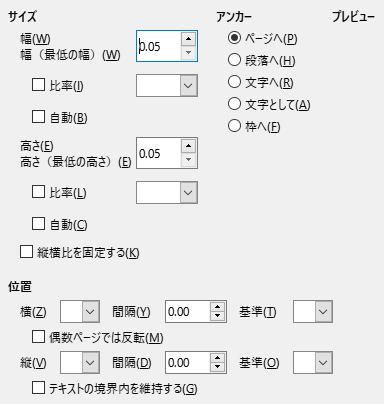 サイズ
アンカー
プレビュー
幅(W)
幅（最低の幅）(W)
0.05
ページへ(P)
段落へ(H)
比率(I)
文字へ(R)
文字として(A)
自動(B)
枠へ(F)
高さ(E)
高さ（最低の高さ）(E)
0.05
比率(L)
自動(C)
縦横比を固定する(K)
位置
横(Z) 間隔(Y) 0.00 基準(T)
偶数ページでは反転(M)
縦(V) 間隔(D) 0.00 基準(O)
テキストの境界内を維持する(G)